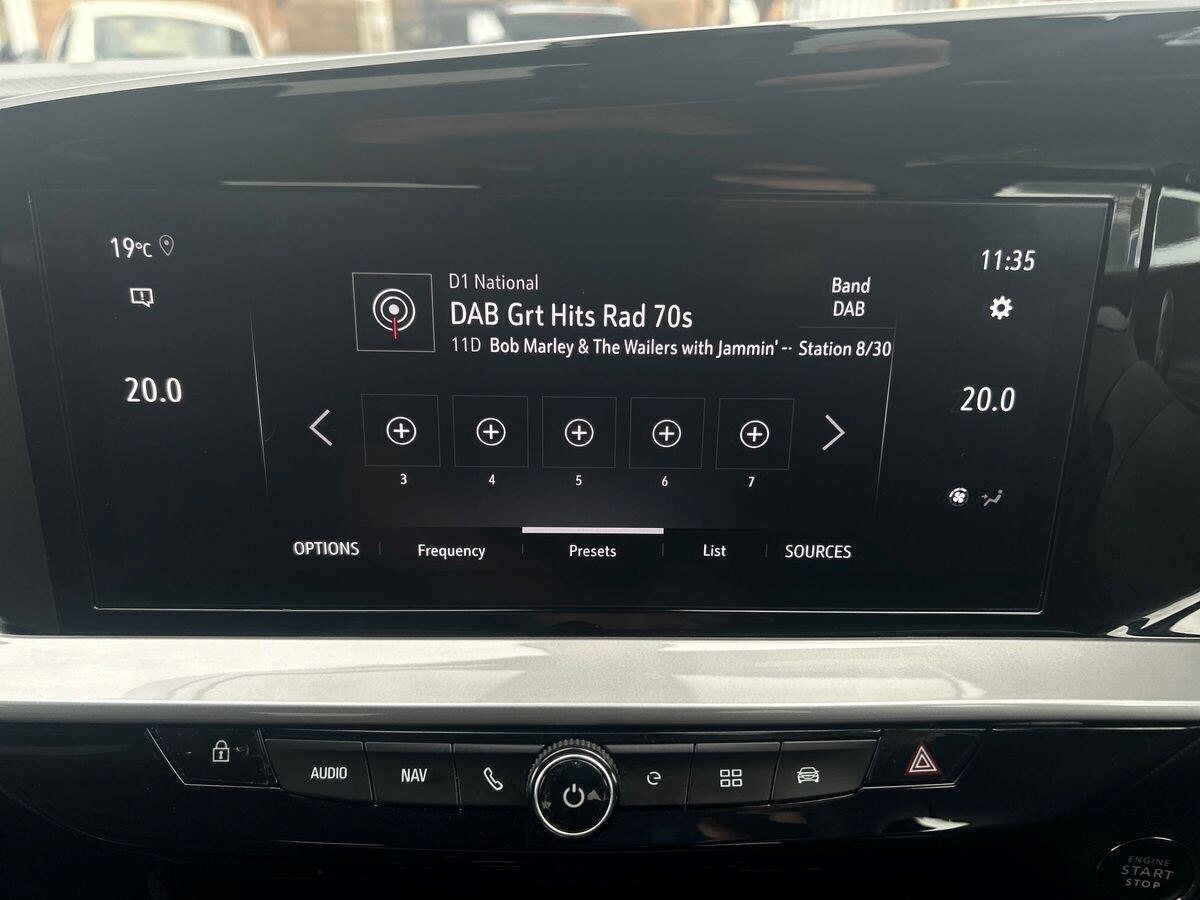 19°C
11:35
D1 National
DAB Grt Hits Rad 70s
11D Bob Marley & The Wailers with Jammin' --
Band
DAB
Station 8/30
20.0
20.0
3 4 5 6 7
OPTIONS Frequency Presets List SOURCES
AUDIO NAV
ENGINE
START
STOP